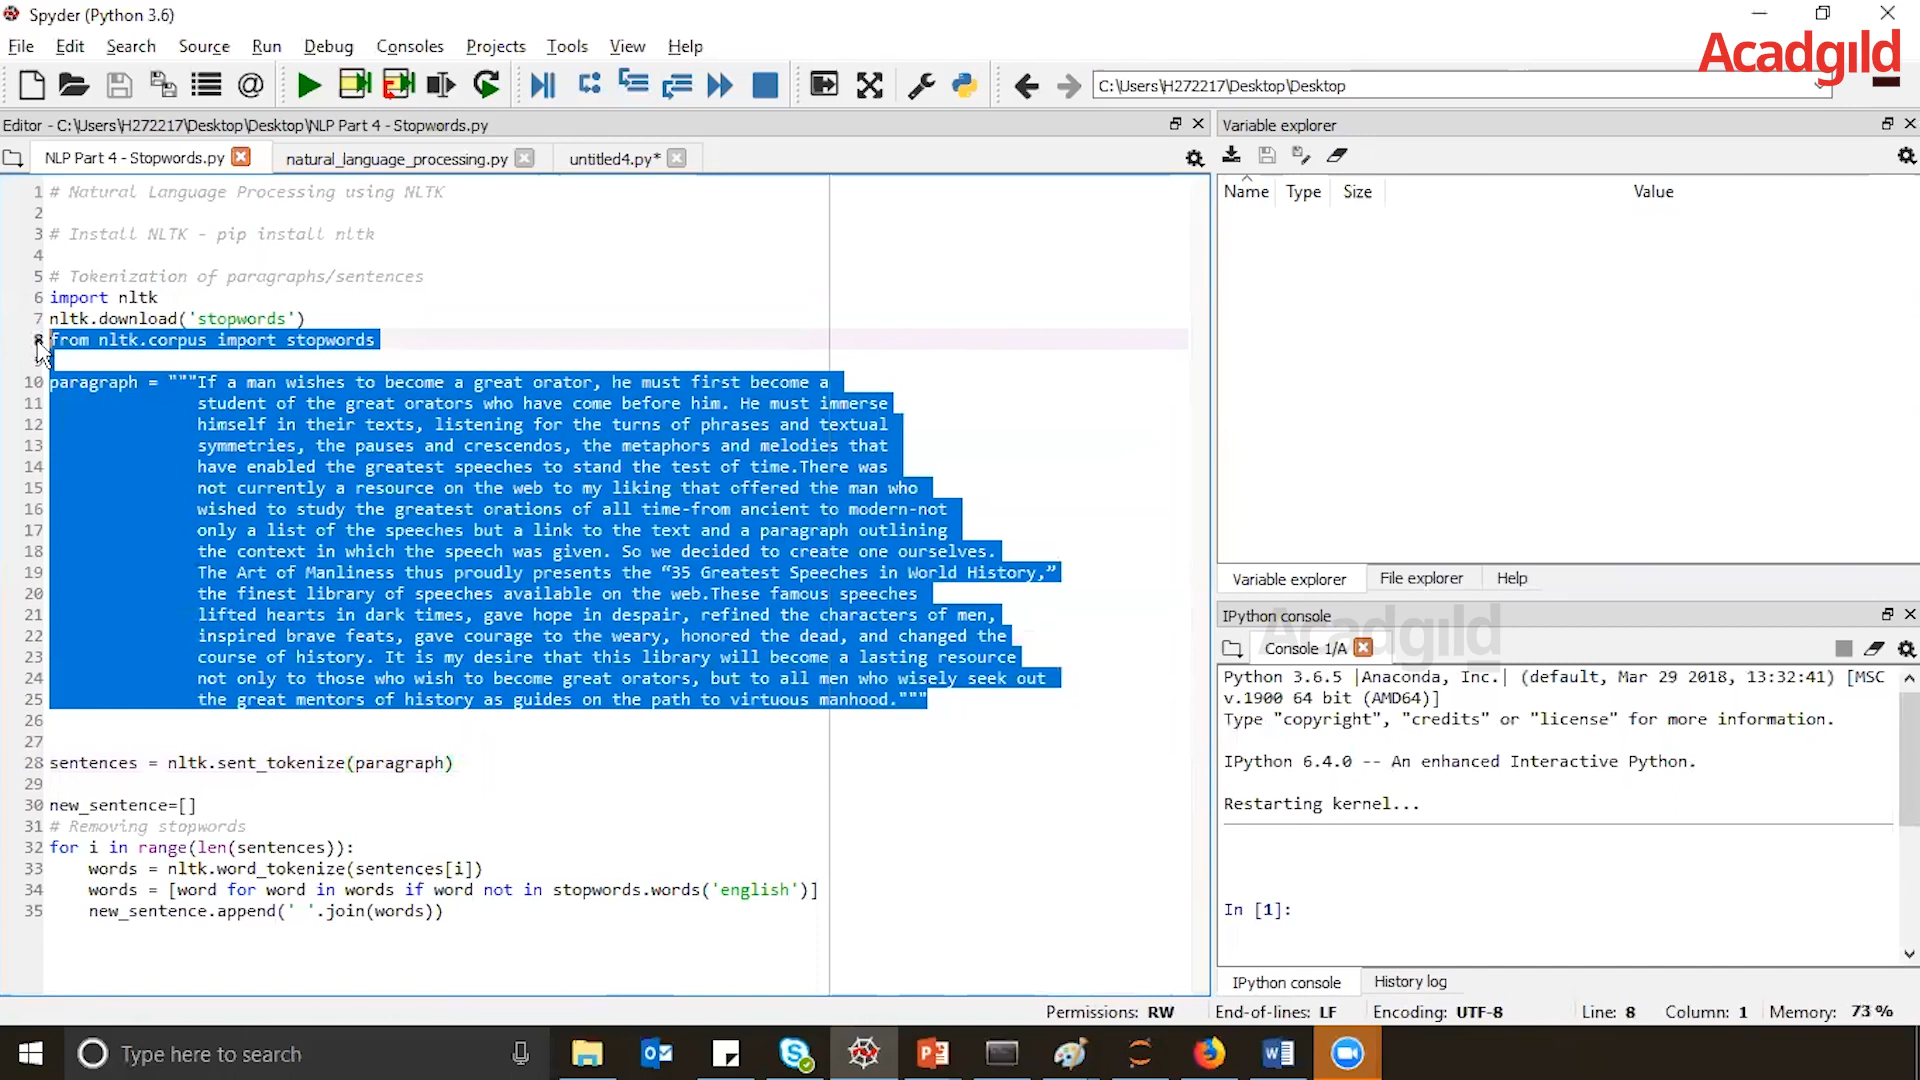 Spyder (Python 3.6)
Acadgild
File Edit Search Source Run Debug Consoles Projects Tools View Help
C:\Users\H272217\Desktop\Desktop
Editor - C:\Users\H272217\Desktop\Desktop\NLP Part 4 - Stopwords.py
NLP Part 4 - Stopwords.py natural_language_processing.py untitled4.py*
1 # Natural Language Processing using NLTK
2
3 # Install NLTK - pip install nltk
4
5 # Tokenization of paragraphs/sentences
6 import nltk
7 nltk.download('stopwords')
8 from nltk.corpus import stopwords
9
10 paragraph = """If a man wishes to become a great orator, he must first become a
11 student of the great orators who have come before him. He must immerse
12 himself in their texts, listening for the turns of phrases and textual
13 symmetries, the pauses and crescendos, the metaphors and melodies that
14 have enabled the greatest speeches to stand the test of time.There was
15 not currently a resource on the web to my liking that offered the man who
16 wished to study the greatest orations of all time-from ancient to modern-not
17 only a list of the speeches but a link to the text and a paragraph outlining
18 the context in which the speech was given. So we decided to create one ourselves.
19 The Art of Manliness thus proudly presents the “35 Greatest Speeches in World History,”
20 the finest library of speeches available on the web.These famous speeches
21 lifted hearts in dark times, gave hope in despair, refined the characters of men,
22 inspired brave feats, gave courage to the weary, honored the dead, and changed the
23 course of history. It is my desire that this library will become a lasting resource
24 not only to those who wish to become great orators, but to all men who wisely seek out
25 the great mentors of history as guides on the path to virtuous manhood."""
26
27
28 sentences = nltk.sent_tokenize(paragraph)
29
30 new_sentence=[]
31 # Removing stopwords
32 for i in range(len(sentences)):
33 words = nltk.word_tokenize(sentences[i])
34 words = [word for word in words if word not in stopwords.words('english')]
35 new_sentence.append(' '.join(words))
Variable explorer
Name Type Size Value
Variable explorer File explorer Help
IPython console
Acadgild
Console 1/A
Python 3.6.5 |Anaconda, Inc.| (default, Mar 29 2018, 13:32:41) [MSC
v.1900 64 bit (AMD64)]
Type "copyright", "credits" or "license" for more information.
IPython 6.4.0 -- An enhanced Interactive Python.
Restarting kernel...
In [1]:
IPython console History log
Permissions: RW End-of-lines: LF Encoding: UTF-8 Line: 8 Column: 1 Memory: 73 %
Type here to search